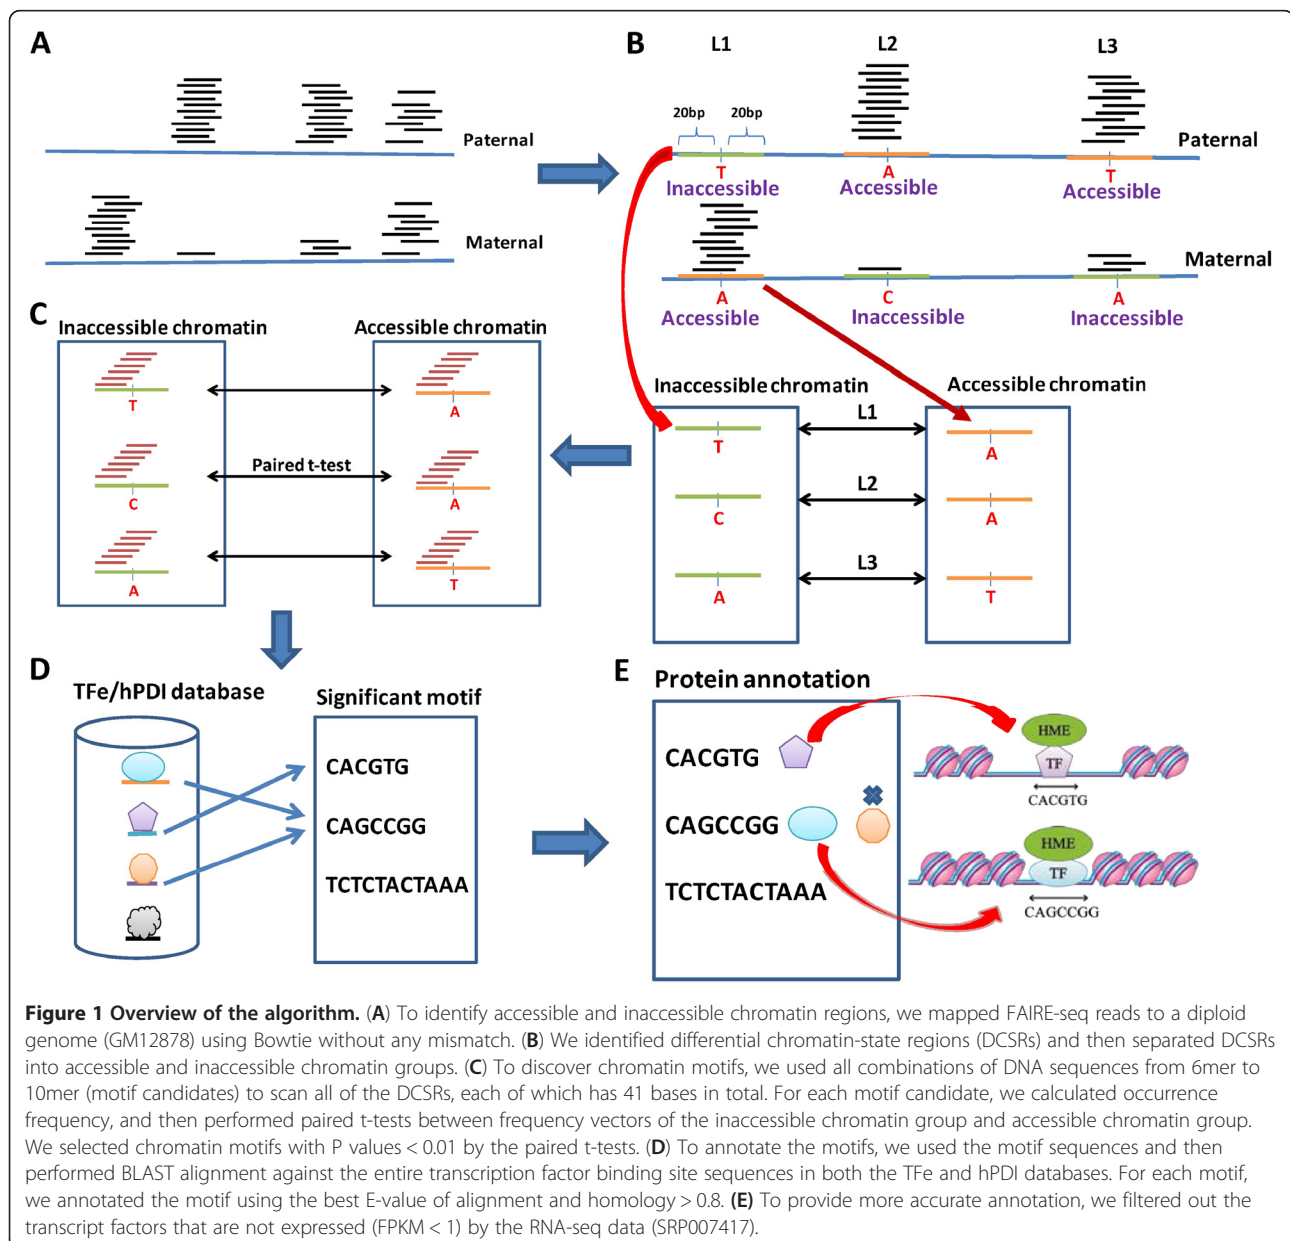 A
Paternal
Maternal
B
L1
L2
L3
20bp
20bp
Paternal
T
A
T
Inaccessible
Accessible
Accessible
Maternal
A
C
A
Accessible
Inaccessible
Inaccessible
Inaccessible chromatin
Accessible chromatin
L1
T
A
L2
C
A
L3
A
T
C
Inaccessible chromatin
Accessible chromatin
T
A
Paired t-test
C
A
A
T
D
TFe/hPDI database
Significant motif
CACGTG
CAGCCGG
TCTCTACTAAA
E
Protein annotation
CACGTG
CAGCCGG
TCTCTACTAAA
HME
TF
CACGTG
HME
TF
CAGCCGG
Figure 1 Overview of the algorithm. (A) To identify accessible and inaccessible chromatin regions, we mapped FAIRE-seq reads to a diploid
genome (GM12878) using Bowtie without any mismatch. (B) We identified differential chromatin-state regions (DCSRs) and then separated DCSRs
into accessible and inaccessible chromatin groups. (C) To discover chromatin motifs, we used all combinations of DNA sequences from 6mer to
10mer (motif candidates) to scan all of the DCSRs, each of which has 41 bases in total. For each motif candidate, we calculated occurrence
frequency, and then performed paired t-tests between frequency vectors of the inaccessible chromatin group and accessible chromatin group.
We selected chromatin motifs with P values < 0.01 by the paired t-tests. (D) To annotate the motifs, we used the motif sequences and then
performed BLAST alignment against the entire transcription factor binding site sequences in both the TFe and hPDI databases. For each motif,
we annotated the motif using the best E-value of alignment and homology > 0.8. (E) To provide more accurate annotation, we filtered out the
transcript factors that are not expressed (FPKM < 1) by the RNA-seq data (SRP007417).